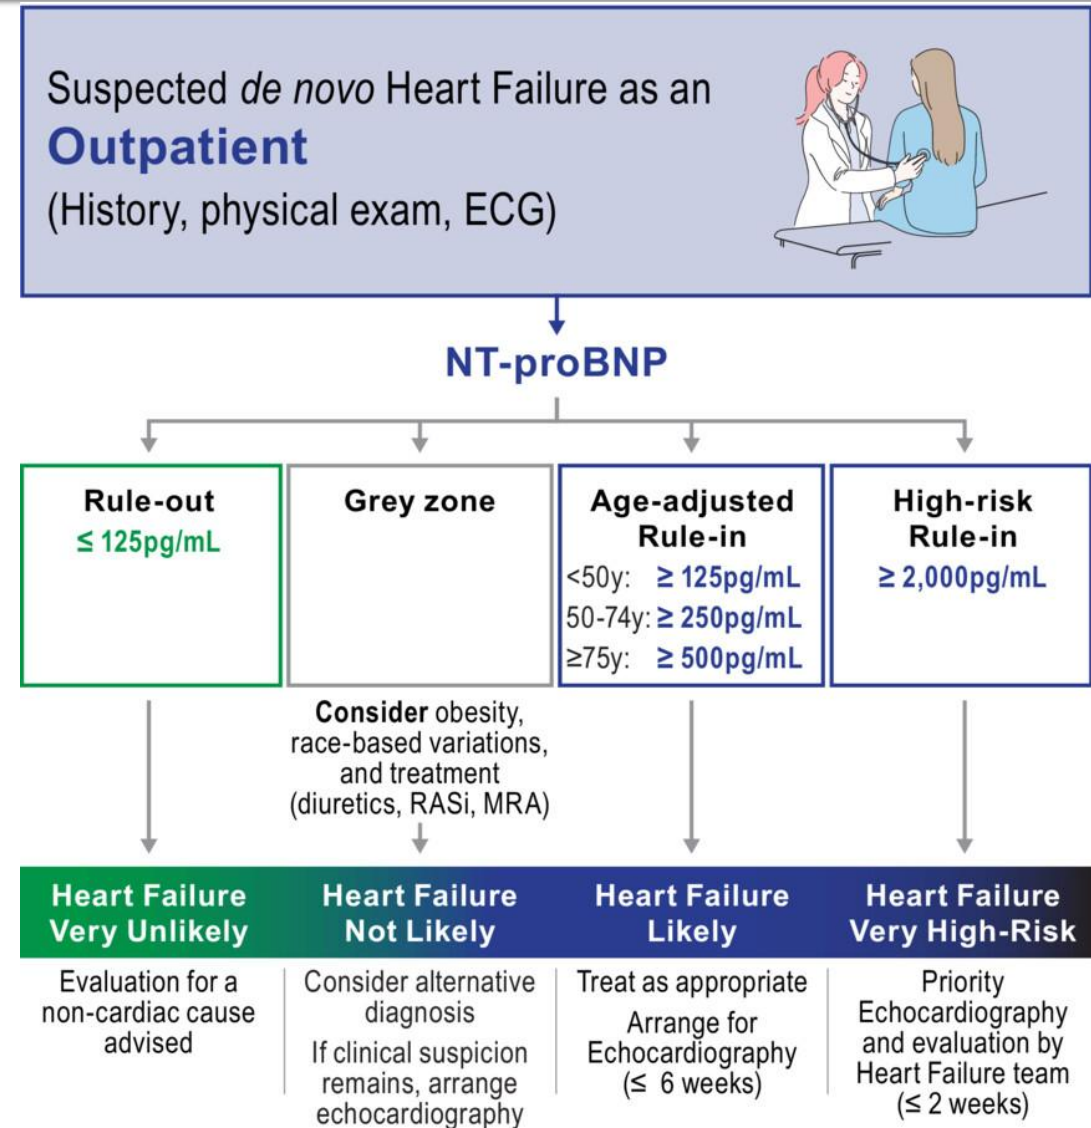 Suspected de novo Heart Failure as an
Outpatient
(History, physical exam, ECG)
NT-proBNP
Rule-out
≤ 125pg/mL
Grey zone
Age-adjusted
Rule-in
<50y: ≥ 125pg/mL
50-74y: ≥ 250pg/mL
≥75y: ≥ 500pg/mL
High-risk
Rule-in
≥ 2,000pg/mL
Consider obesity,
race-based variations,
and treatment
(diuretics, RASi, MRA)
Heart Failure
Very Unlikely
Evaluation for a
non-cardiac cause
advised
Heart Failure
Not Likely
Consider alternative
diagnosis
If clinical suspicion
remains, arrange
echocardiography
Heart Failure
Likely
Treat as appropriate
Arrange for
Echocardiography
(≤ 6 weeks)
Heart Failure
Very High-Risk
Priority
Echocardiography
and evaluation by
Heart Failure team
(≤ 2 weeks)